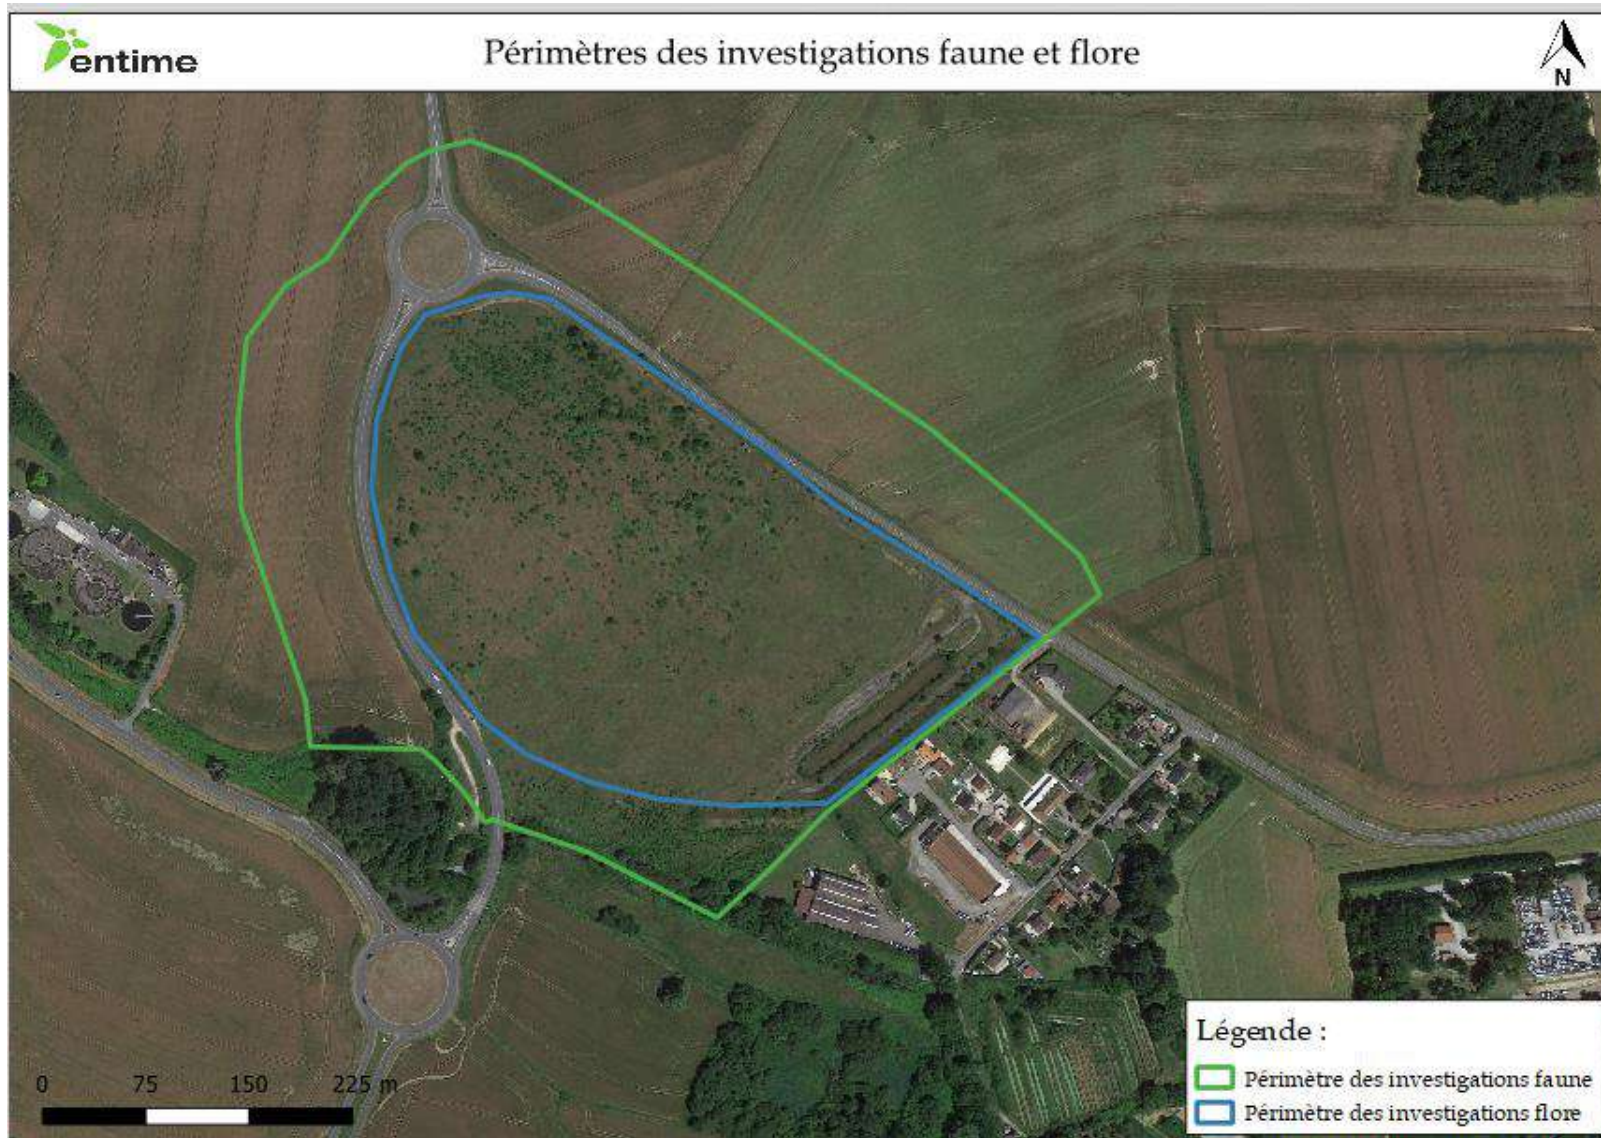 entime
Périmètres des investigations faune et flore
N
0 75 150 225 m
Légende :
Périmètre des investigations faune
Périmètre des investigations flore